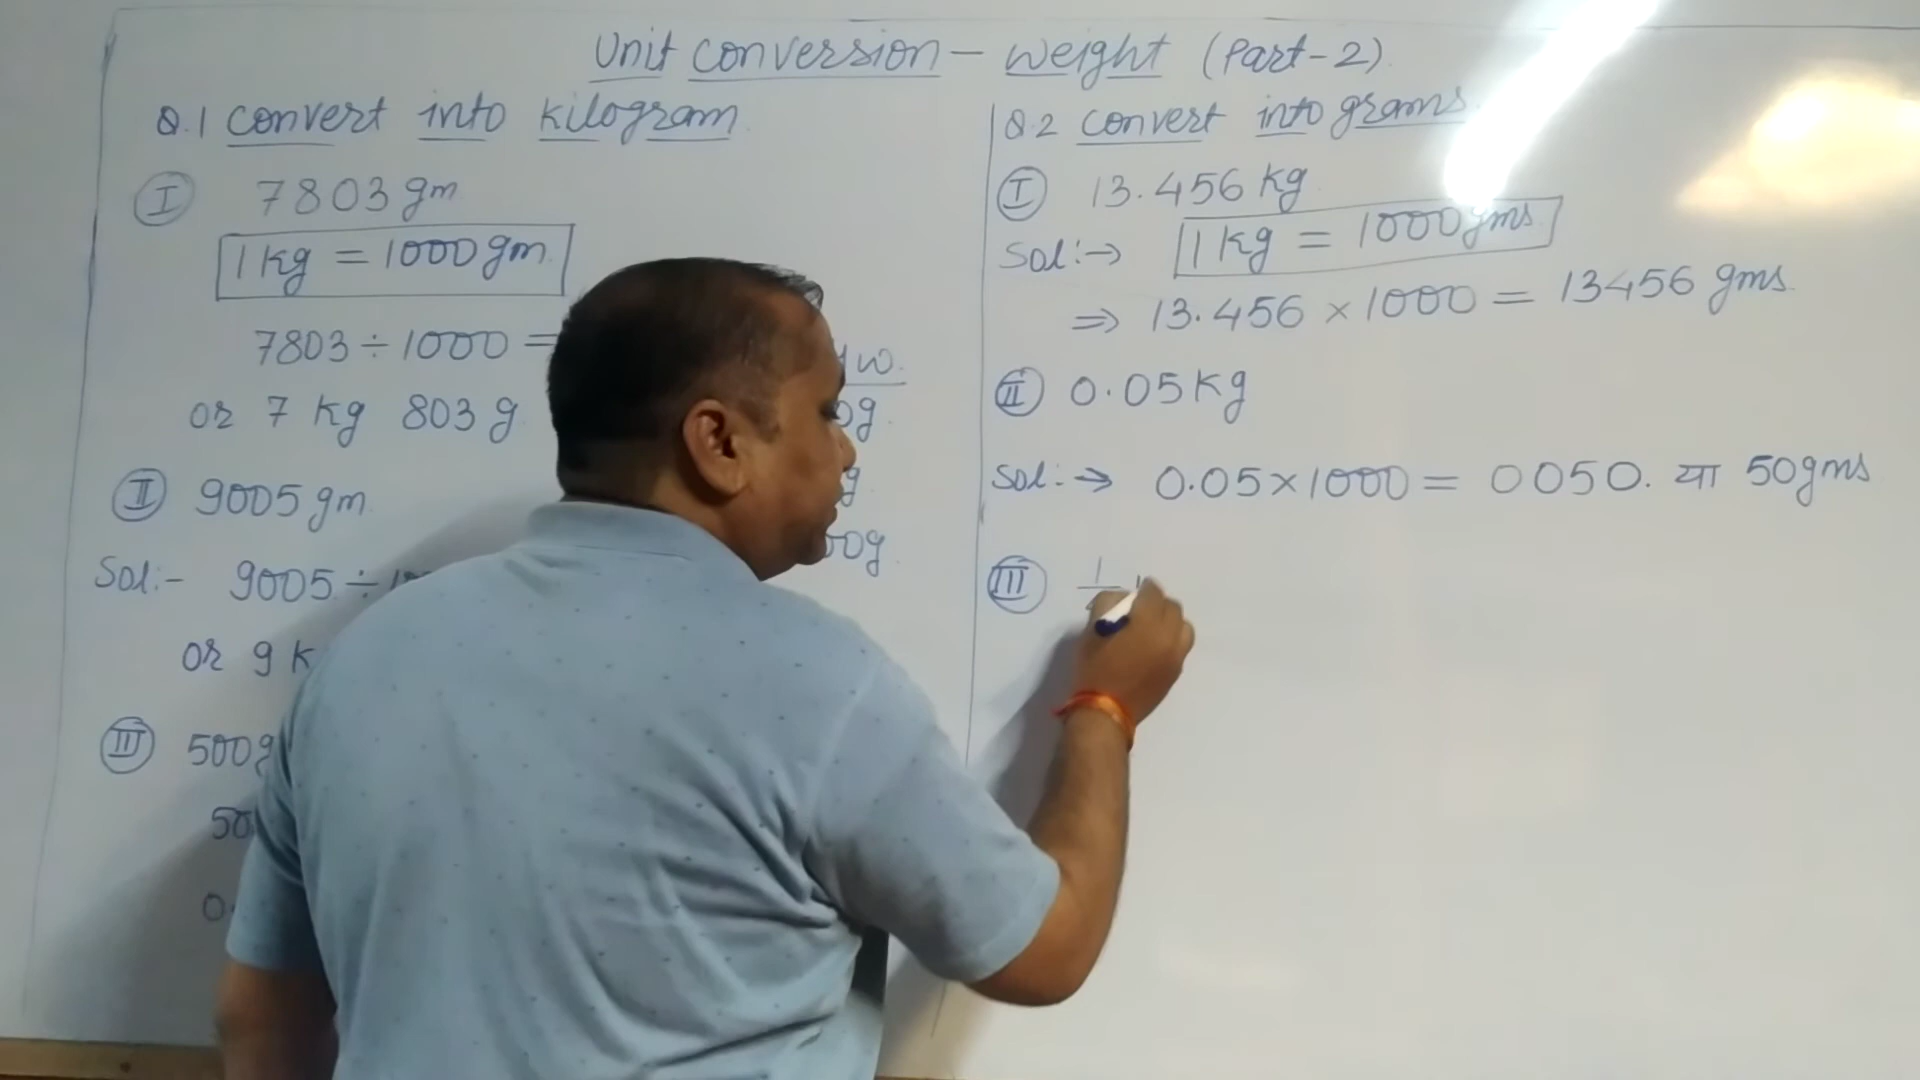 Unit Conversion - Weight (Part-2)
Q.1 Convert into Kilogram
I 7803 gm
1 kg = 1000 gm
7803 ÷ 1000 =
or 7 kg 803 g
II 9005 gm
Sol:- 9005 ÷
or 9 k
III 500g
50
0.
w.
0g.
g.
00g.
Q.2 Convert into grams
I 13.456 kg
Sol:→ 1 kg = 1000 gms
⇒ 13.456 × 1000 = 13456 gms
II 0.05 kg
Sol:→ 0.05 × 1000 = 0050. या 50 gms
III 1